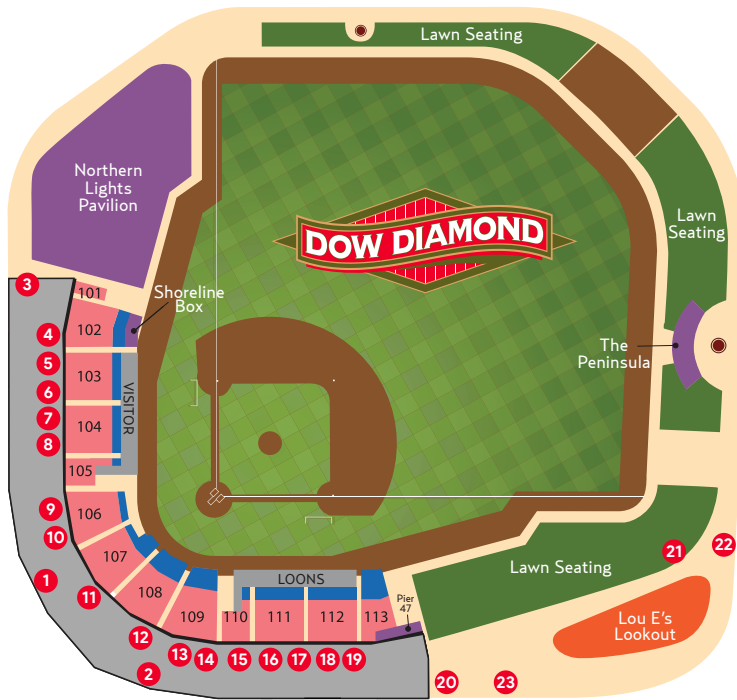 Lawn Seating
Northern
Lights
Pavilion
DOW DIAMOND
Lawn
Seating
3
101
Shoreline
Box
102
4
The
Peninsula
5
103
6
VISITOR
7
104
8
105
9
106
10
107
1
11
108
109
12
13
14
2
LOONS
110
111
112
113
Pier
47
15
16
17
18
19
Lawn Seating
21
22
Lou E's
Lookout
20
23